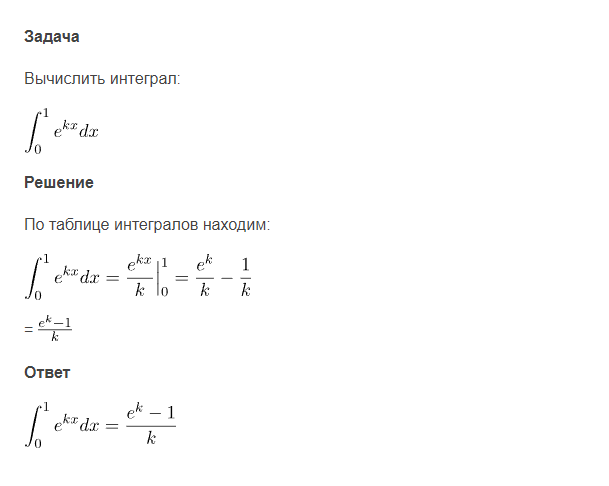 Задача
Вычислить интеграл:
\int_0^1 e^{kx} dx
Решение
По таблице интегралов находим:
\int_0^1 e^{kx} dx = \frac{e^{kx}}{k} \Big|_0^1 = \frac{e^k}{k} - \frac{1}{k}
= \frac{e^k - 1}{k}
Ответ
\int_0^1 e^{kx} dx = \frac{e^k - 1}{k}